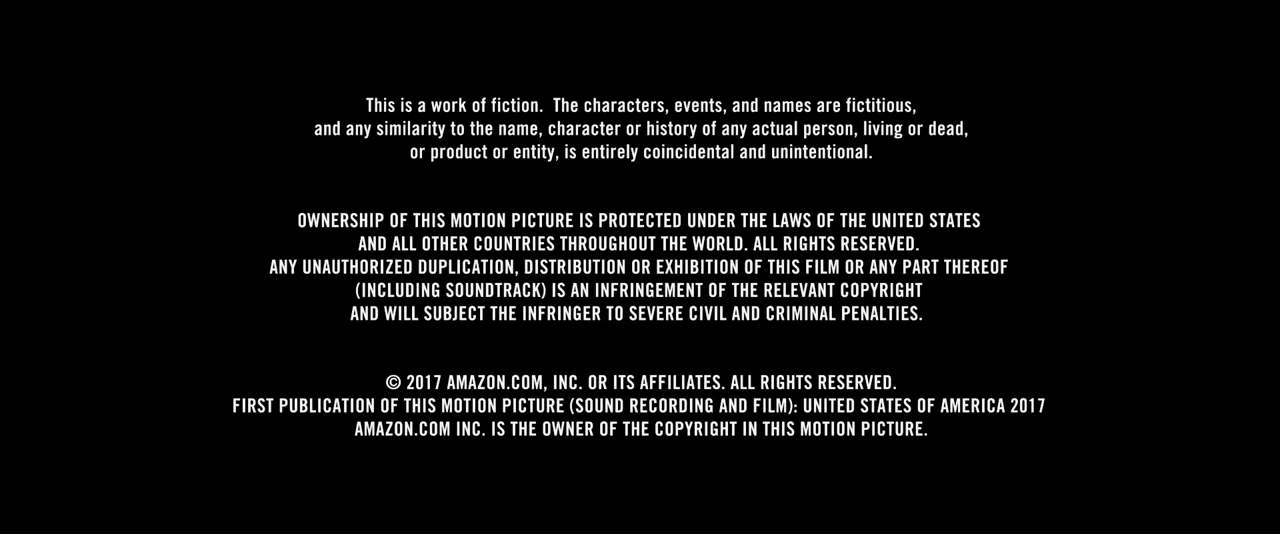 This is a work of fiction.  The characters, events, and names are fictitious,
and any similarity to the name, character or history of any actual person, living or dead,
or product or entity, is entirely coincidental and unintentional.
OWNERSHIP OF THIS MOTION PICTURE IS PROTECTED UNDER THE LAWS OF THE UNITED STATES
AND ALL OTHER COUNTRIES THROUGHOUT THE WORLD. ALL RIGHTS RESERVED.
ANY UNAUTHORIZED DUPLICATION, DISTRIBUTION OR EXHIBITION OF THIS FILM OR ANY PART THEREOF
(INCLUDING SOUNDTRACK) IS AN INFRINGEMENT OF THE RELEVANT COPYRIGHT
AND WILL SUBJECT THE INFRINGER TO SEVERE CIVIL AND CRIMINAL PENALTIES.
© 2017 AMAZON.COM, INC. OR ITS AFFILIATES. ALL RIGHTS RESERVED.
FIRST PUBLICATION OF THIS MOTION PICTURE (SOUND RECORDING AND FILM): UNITED STATES OF AMERICA 2017
AMAZON.COM INC. IS THE OWNER OF THE COPYRIGHT IN THIS MOTION PICTURE.